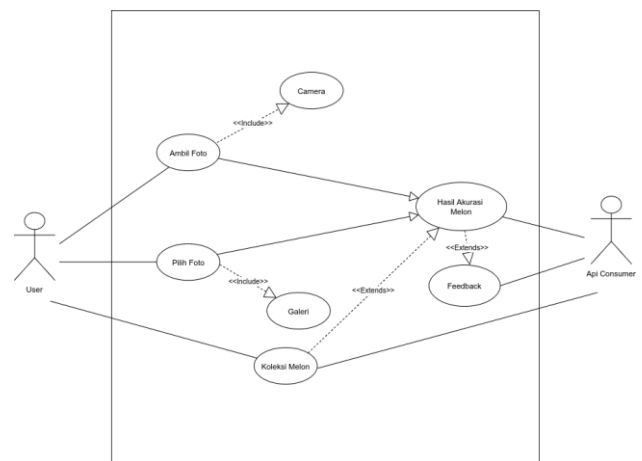 Camera
<<Include>>
Ambil Foto
Hasil Akurasi
Melon
<<Extends>>
User
Pilih Foto
Api Consumer
<<Include>>
<<Extends>>
Feedback
Galeri
Koleksi Melon